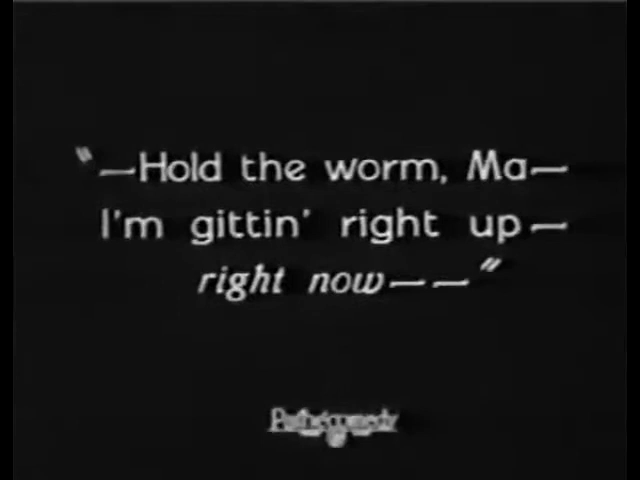 "—Hold the worm, Ma—
I'm gittin' right up—
right now——"
Pathécomedy